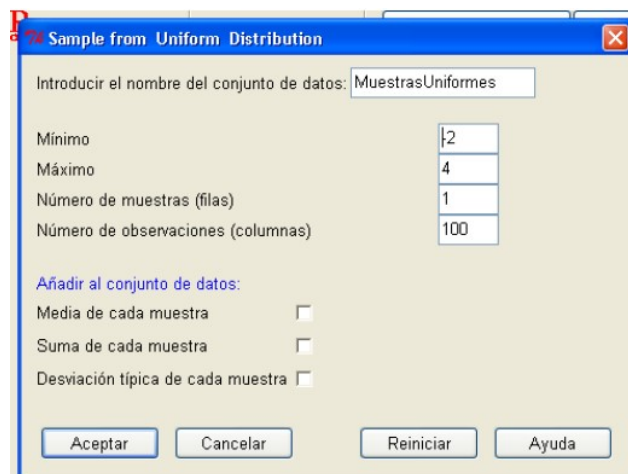 Sample from Uniform Distribution
Introducir el nombre del conjunto de datos: MuestrasUniformes
Mínimo -2
Máximo 4
Número de muestras (filas) 1
Número de observaciones (columnas) 100
Añadir al conjunto de datos:
Media de cada muestra
Suma de cada muestra
Desviación típica de cada muestra
Aceptar Cancelar Reiniciar Ayuda